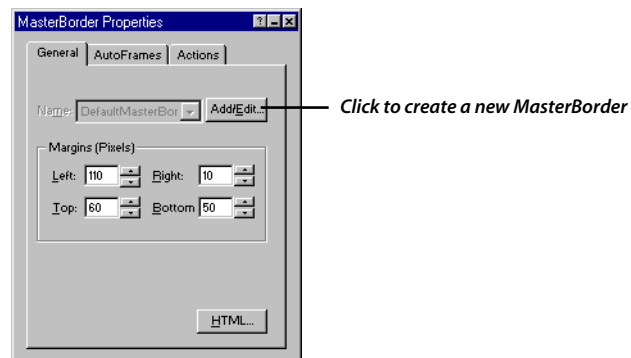 MasterBorder Properties
General AutoFrames Actions
Name: DefaultMasterBor Add/Edit... Click to create a new MasterBorder
Margins (Pixels)
Left: 110 Right: 10
Top: 60 Bottom 50
HTML...